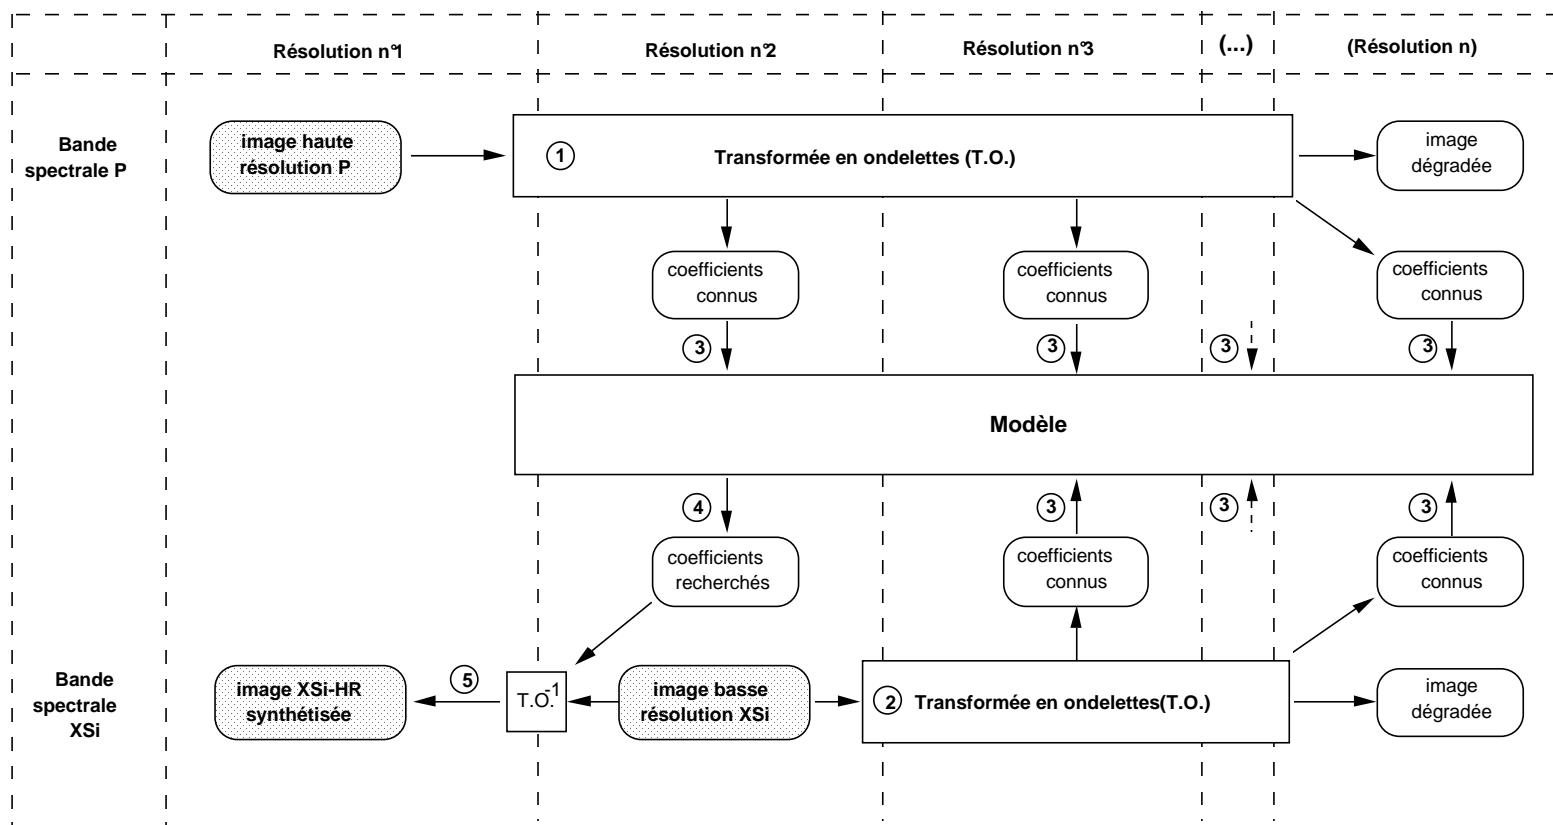 Résolution n°1
Résolution n°2
Résolution n°3
(...)
(Résolution n)
Bande
spectrale P
image haute
résolution P
1
Transformée en ondelettes (T.O.)
image
dégradée
coefficients
connus
coefficients
connus
coefficients
connus
3
3
3
3
Modèle
4
3
3
3
coefficients
recherchés
coefficients
connus
coefficients
connus
Bande
spectrale
XSi
image XSi-HR
synthétisée
5
T.O.-1
image basse
résolution XSi
2
Transformée en ondelettes(T.O.)
image
dégradée